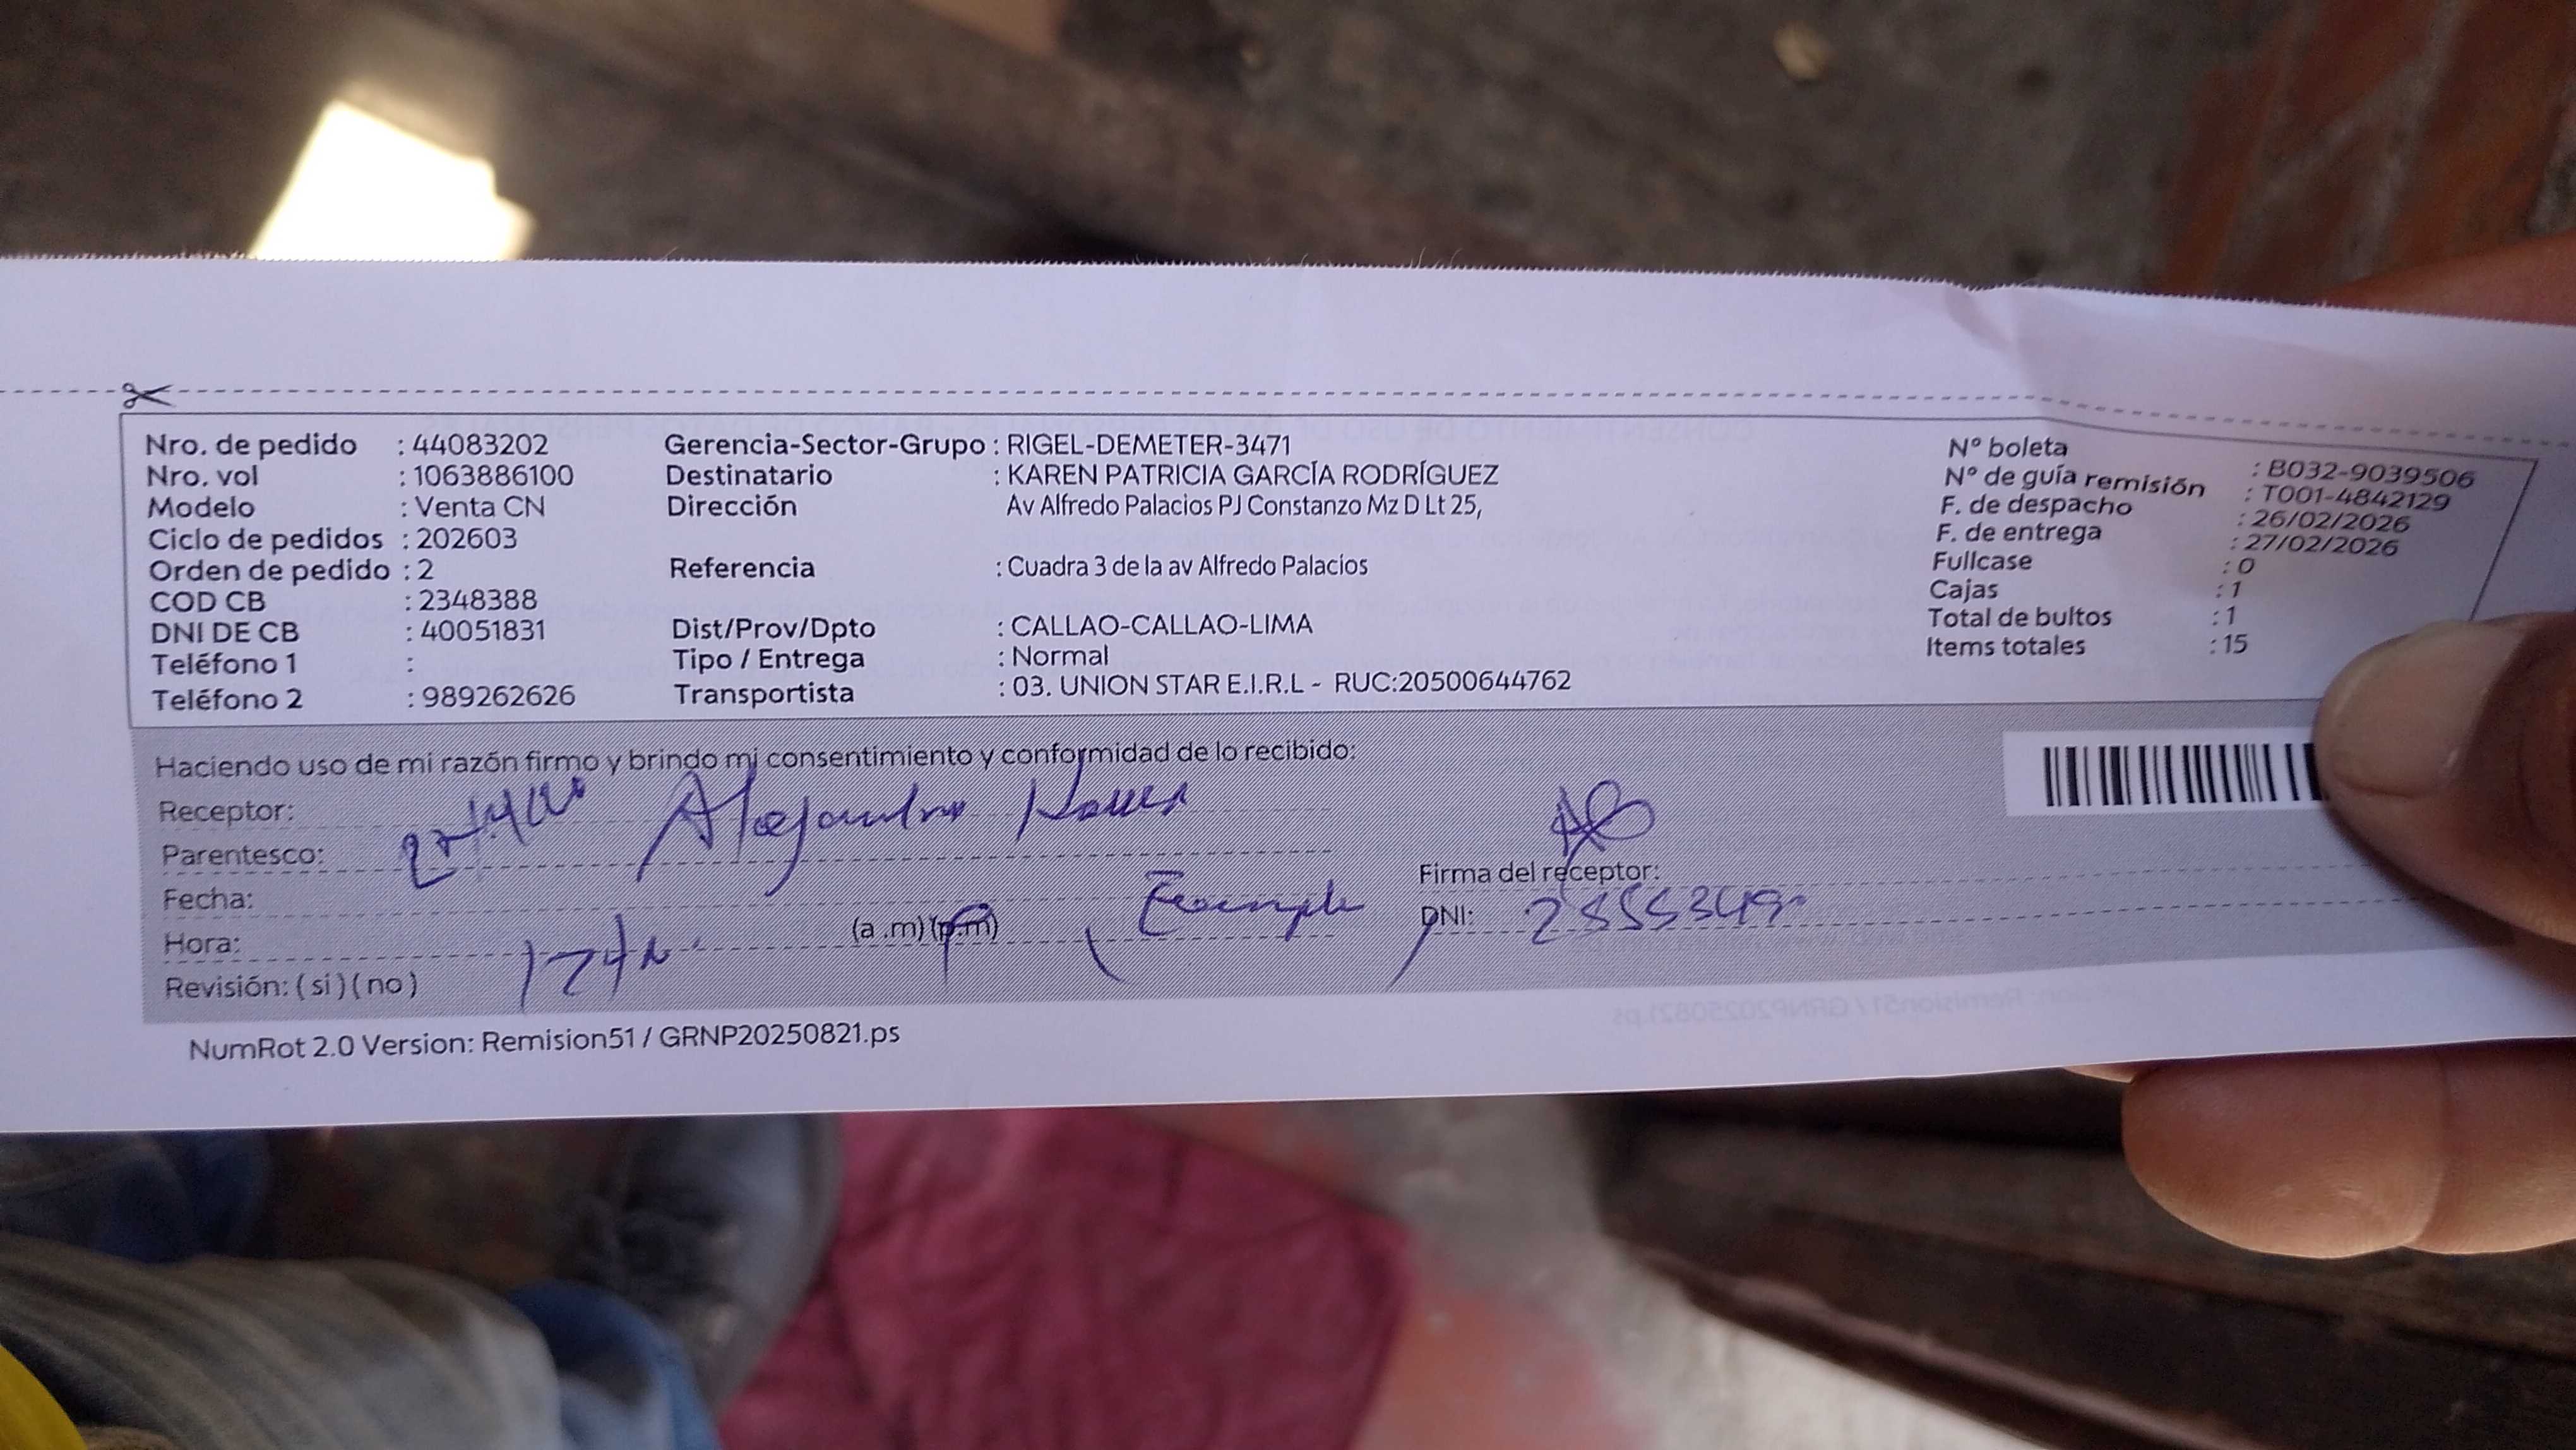 Nro. de pedido : 44083202
Nro. vol : 1063886100
Modelo : Venta CN
Ciclo de pedidos : 202603
Orden de pedido : 2
COD CB : 2348388
DNI DE CB : 40051831
Teléfono 1 :
Teléfono 2 : 989262626
Gerencia-Sector-Grupo : RIGEL-DEMETER-3471
Destinatario : KAREN PATRICIA GARCÍA RODRÍGUEZ
Dirección Av Alfredo Palacios PJ Constanzo Mz D Lt 25,
Referencia : Cuadra 3 de la av Alfredo Palacios
Dist/Prov/Dpto : CALLAO-CALLAO-LIMA
Tipo / Entrega : Normal
Transportista : 03. UNION STAR E.I.R.L - RUC:20500644762
N° boleta : B032-9039506
N° de guía remisión : T001-4842129
F. de despacho : 26/02/2026
F. de entrega : 27/02/2026
Fullcase : 0
Cajas : 1
Total de bultos : 1
Items totales : 15
Haciendo uso de mi razón firmo y brindo mi consentimiento y conformidad de lo recibido:
Receptor: Alejandro
Parentesco:
Fecha:
Hora: (a .m) (p.m)
Revisión: ( si ) ( no )
Firma del receptor:
DNI:
NumRot 2.0 Version: Remision51 / GRNP20250821.ps